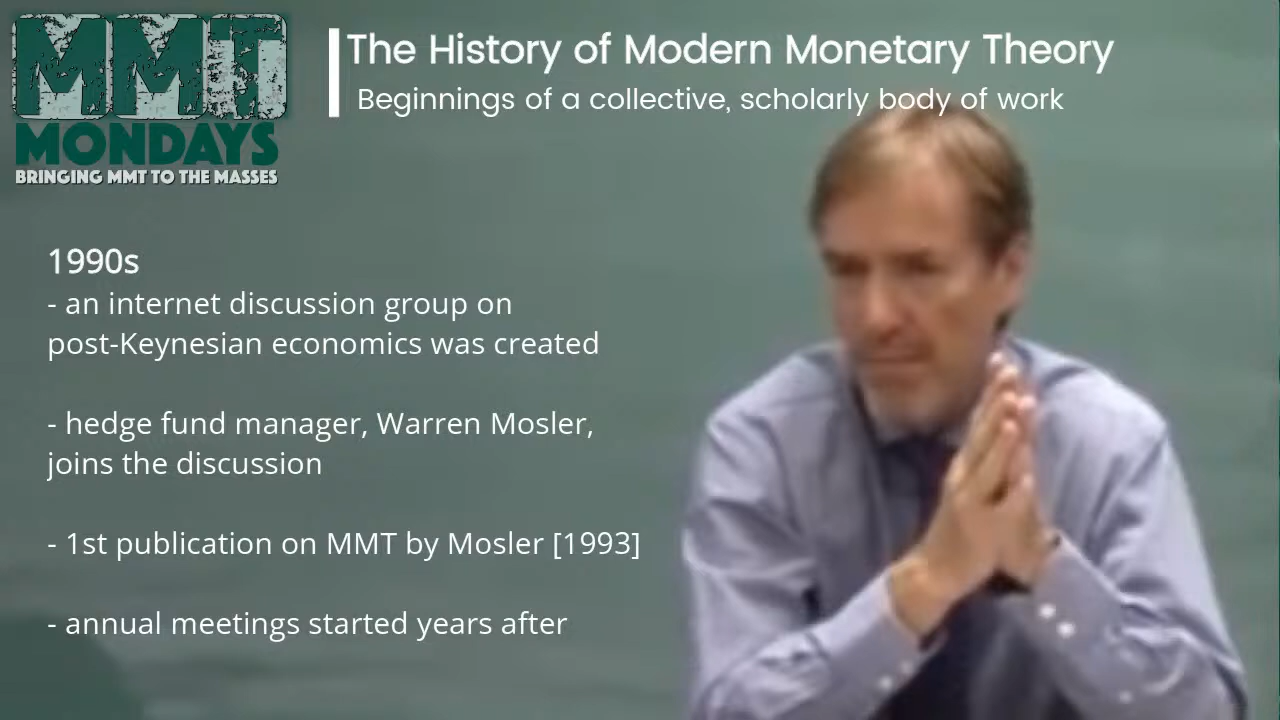 MMT
MONDAYS
BRINGING MMT TO THE MASSES
The History of Modern Monetary Theory
Beginnings of a collective, scholarly body of work
1990s
- an internet discussion group on
post-Keynesian economics was created
- hedge fund manager, Warren Mosler,
joins the discussion
- 1st publication on MMT by Mosler [1993]
- annual meetings started years after